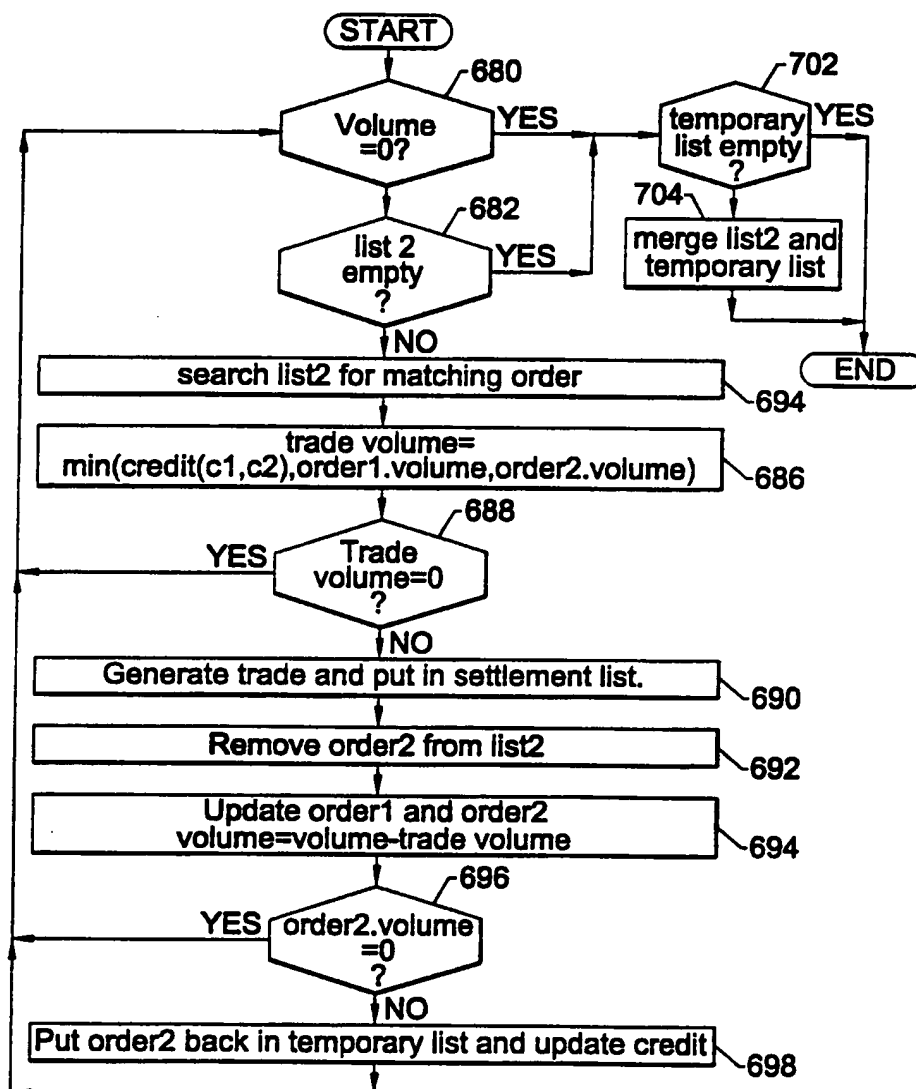 START
680
Volume
=0?
YES
702
temporary
list empty
?
YES
682
list 2
empty
?
YES
704
merge list2 and
temporary list
NO
END
search list2 for matching order
694
trade volume=
min(credit(c1,c2),order1.volume,order2.volume)
686
688
Trade
volume=0
?
YES
NO
Generate trade and put in settlement list.
690
Remove order2 from list2
692
Update order1 and order2
volume=volume-trade volume
694
696
order2.volume
=0
?
YES
NO
Put order2 back in temporary list and update credit
698